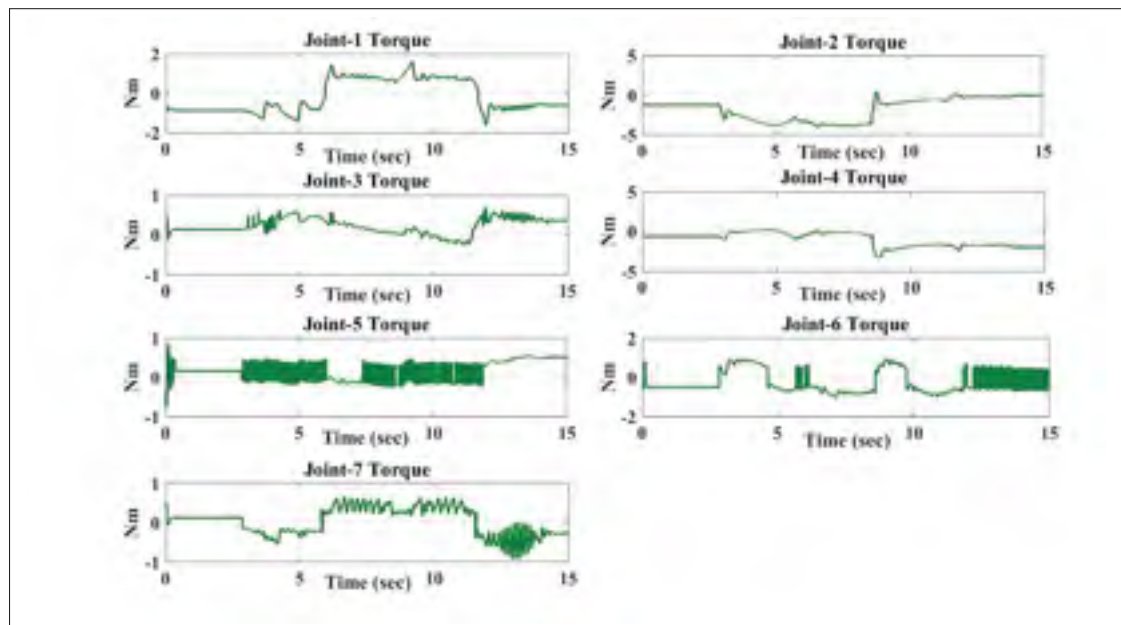 Joint-1 Torque
2
0
-2
Nm
0 5 10 15
Time (sec)
Joint-2 Torque
5
0
-5
Nm
0 5 10 15
Time (sec)
Joint-3 Torque
1
0
-1
Nm
0 5 10 15
Time (sec)
Joint-4 Torque
5
0
-5
Nm
0 5 10 15
Time (sec)
Joint-5 Torque
1
0
-1
Nm
0 5 10 15
Time (sec)
Joint-6 Torque
2
0
-2
Nm
0 5 10 15
Time (sec)
Joint-7 Torque
1
0
-1
Nm
0 5 10 15
Time (sec)